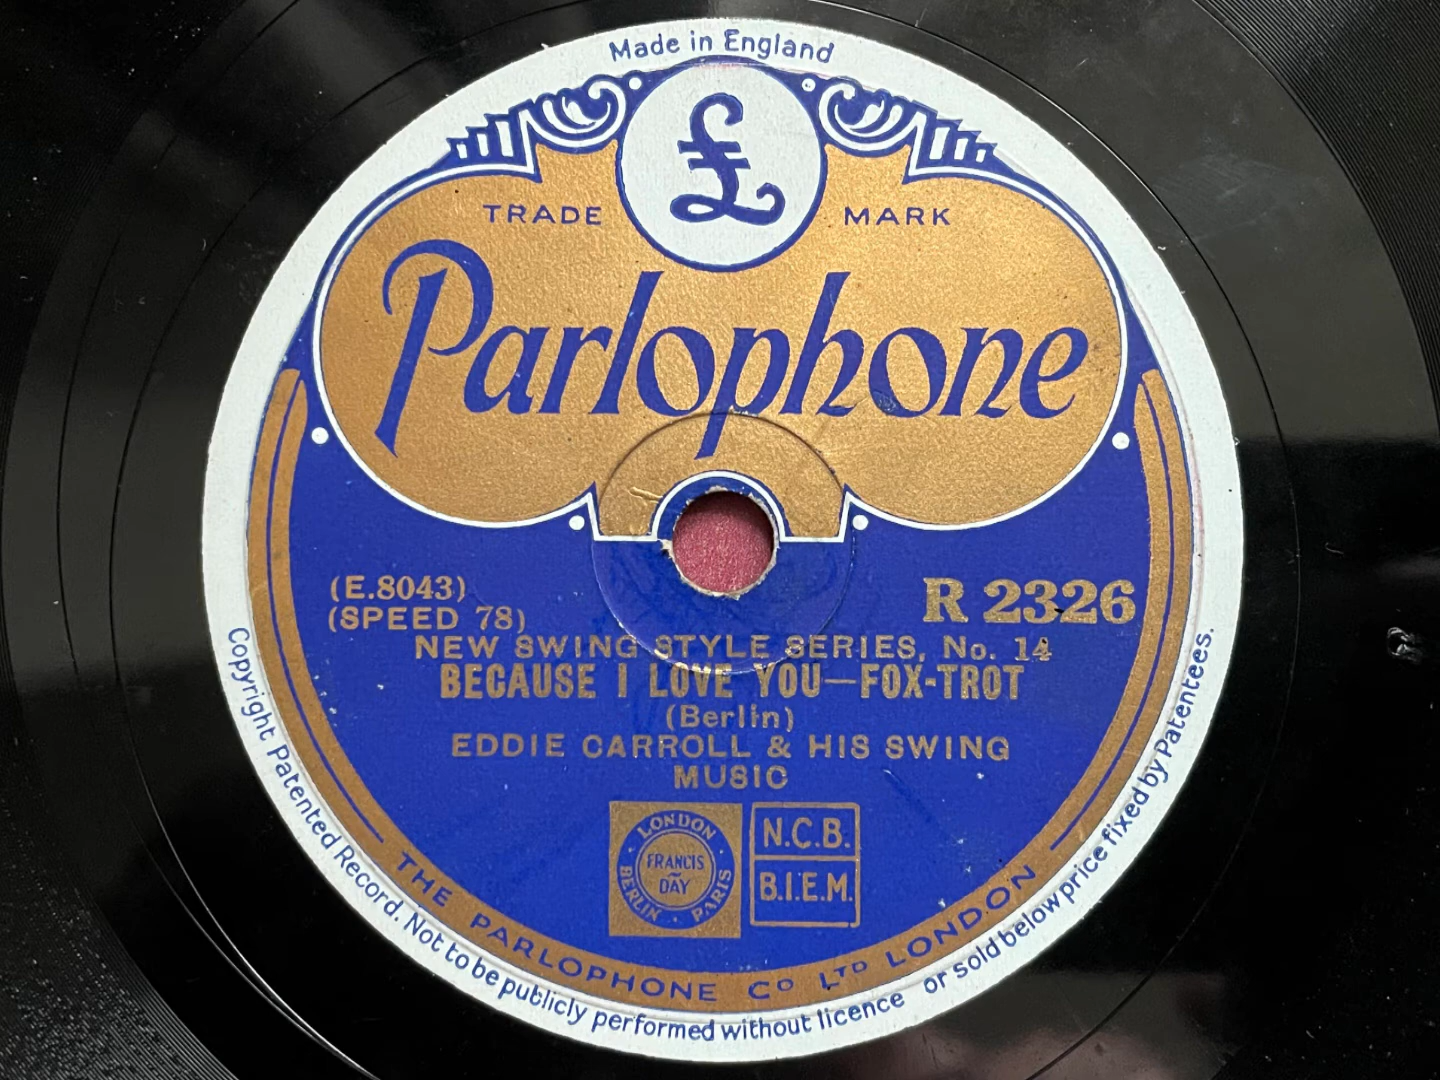 Made in England
£
TRADE MARK
Parlophone
(E.8043)
(SPEED 78)
R 2326
NEW SWING STYLE SERIES, No. 14
BECAUSE I LOVE YOU—FOX-TROT
(Berlin)
EDDIE CARROLL & HIS SWING
MUSIC
LONDON
FRANCIS
~
DAY
BERLIN • PARIS
N.C.B.
B.I.E.M.
THE PARLOPHONE Co LTD LONDON
Copyright Patented Record. Not to be publicly performed without licence or sold below price fixed by Patentees.